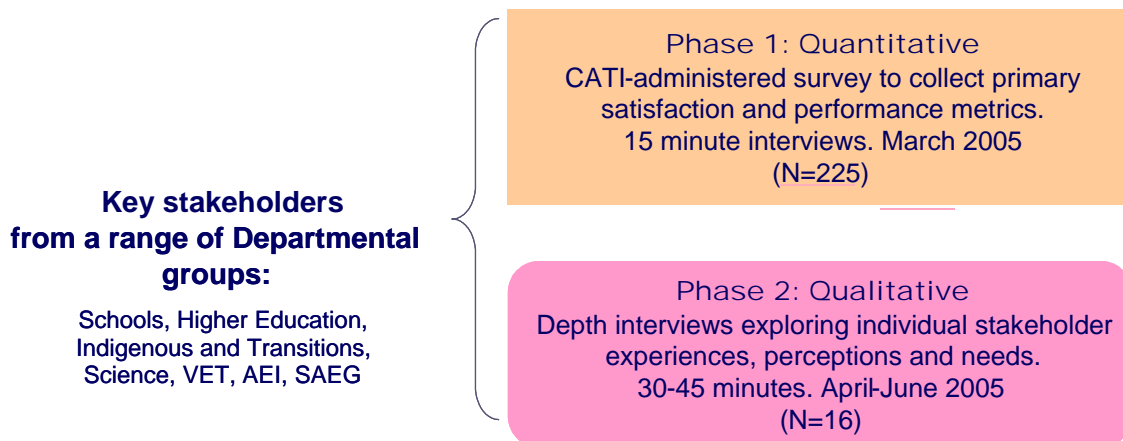 Key stakeholders
from a range of Departmental
groups:
Schools, Higher Education,
Indigenous and Transitions,
Science, VET, AEI, SAEG
Phase 1: Quantitative
CATI-administered survey to collect primary
satisfaction and performance metrics.
15 minute interviews. March 2005
(N=225)
Phase 2: Qualitative
Depth interviews exploring individual stakeholder
experiences, perceptions and needs.
30-45 minutes. April-June 2005
(N=16)